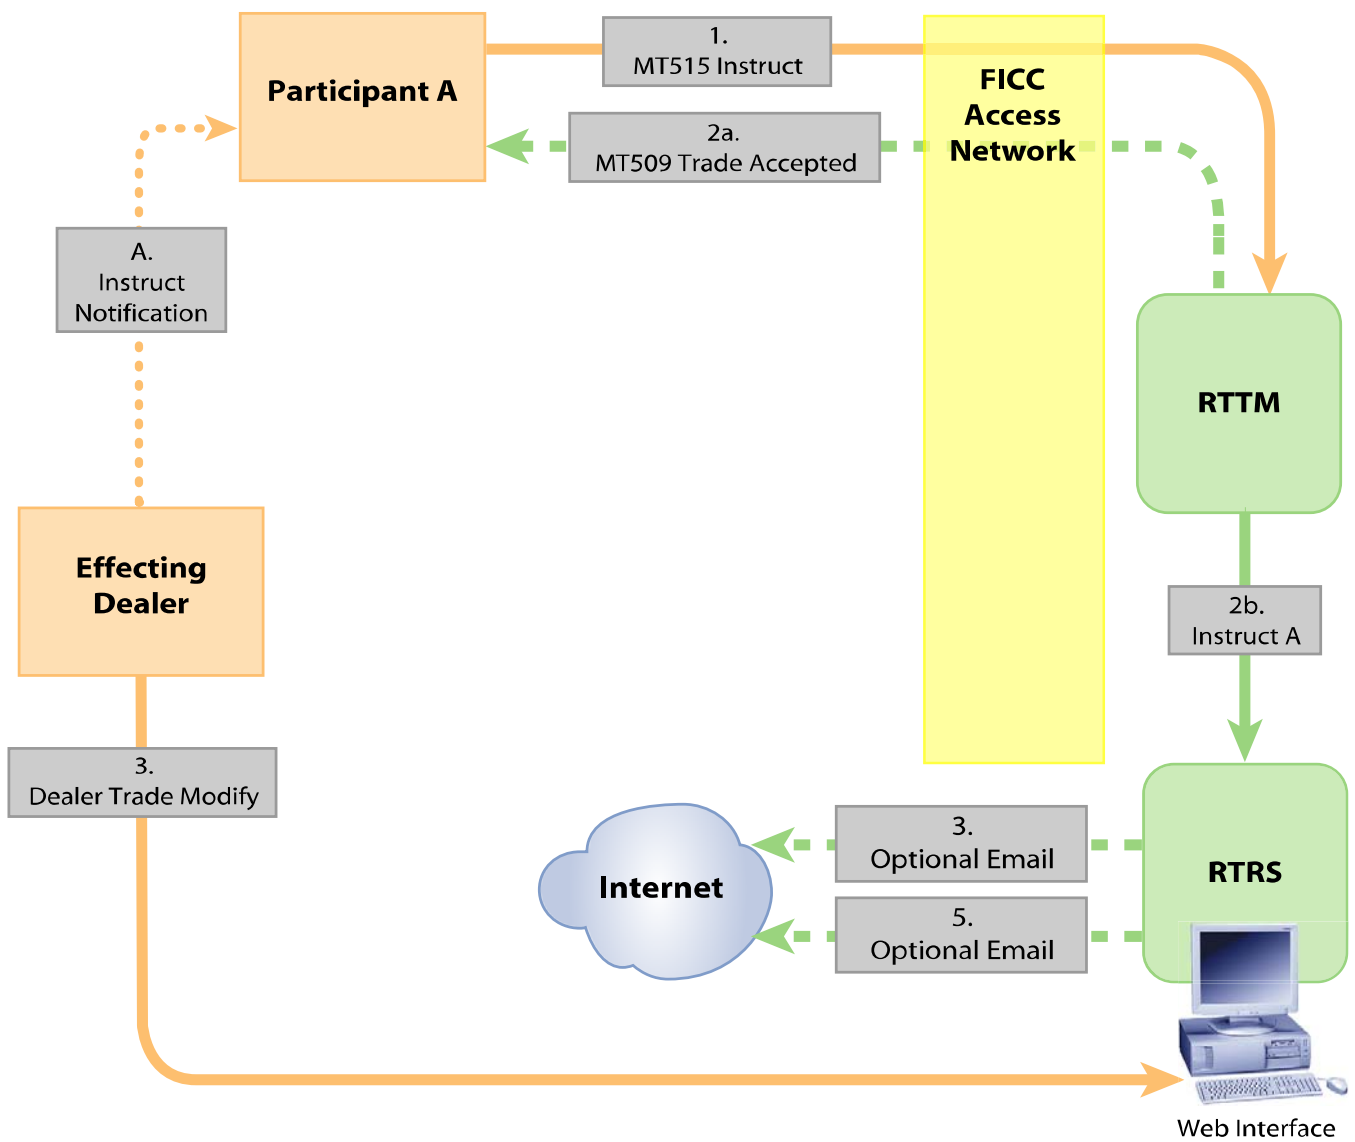 1.
MT515 Instruct
Participant A
FICC
Access
Network
2a.
MT509 Trade Accepted
A.
Instruct
Notification
RTTM
Effecting
Dealer
2b.
Instruct A
3.
Dealer Trade Modify
3.
Optional Email
Internet
RTRS
5.
Optional Email
Web Interface